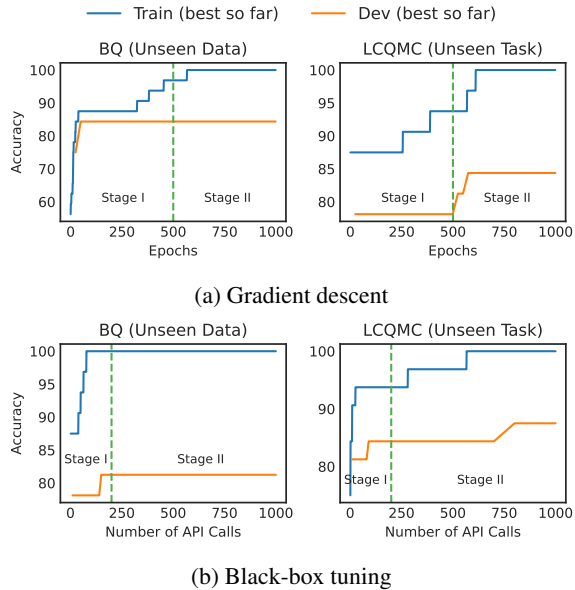 Train (best so far) Dev (best so far)
BQ (Unseen Data) LCQMC (Unseen Task)
100 100
90 95
80 90
70 85
60 80
Accuracy
Stage I Stage II Stage I Stage II
0 250 500 750 1000 0 250 500 750 1000
Epochs Epochs
(a) Gradient descent
BQ (Unseen Data) LCQMC (Unseen Task)
100 100
95
90 90
85
80 80
Accuracy
Stage I Stage II Stage I Stage II
0 250 500 750 1000 0 250 500 750 1000
Number of API Calls Number of API Calls
(b) Black-box tuning